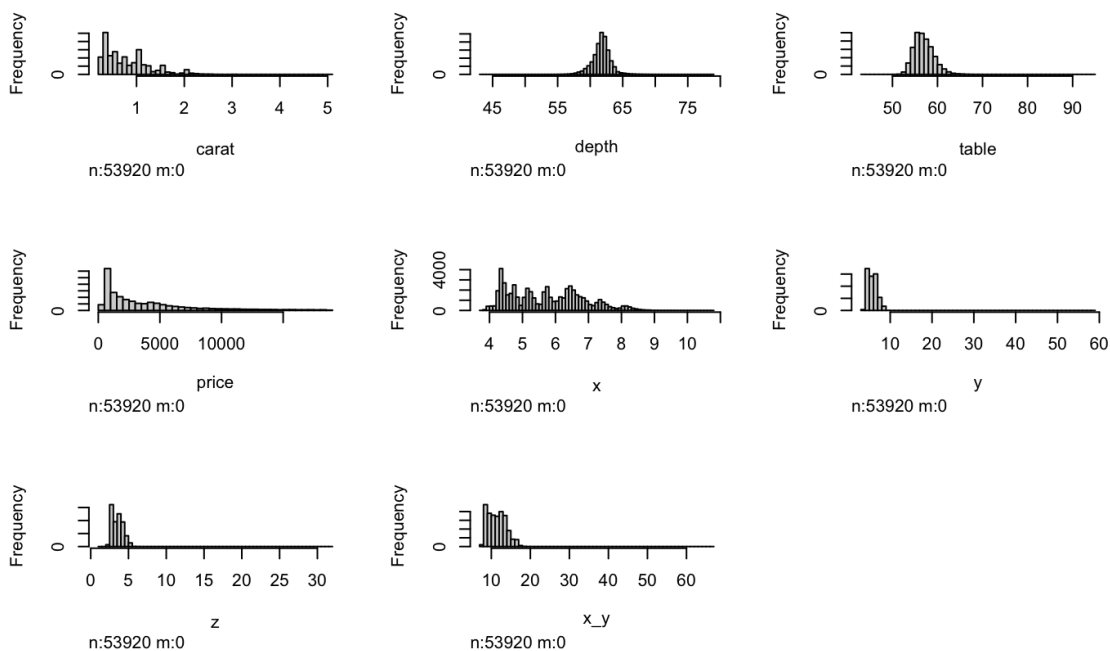 Frequency
0
1 2 3 4 5
carat
n:53920 m:0
Frequency
0
45 55 65 75
depth
n:53920 m:0
Frequency
0
50 60 70 80 90
table
n:53920 m:0
Frequency
0 5000 10000
price
n:53920 m:0
Frequency
0 4000
4 5 6 7 8 9 10
x
n:53920 m:0
Frequency
0
10 20 30 40 50 60
y
n:53920 m:0
Frequency
0
0 5 10 15 20 25 30
z
n:53920 m:0
Frequency
0
10 20 30 40 50 60
x_y
n:53920 m:0